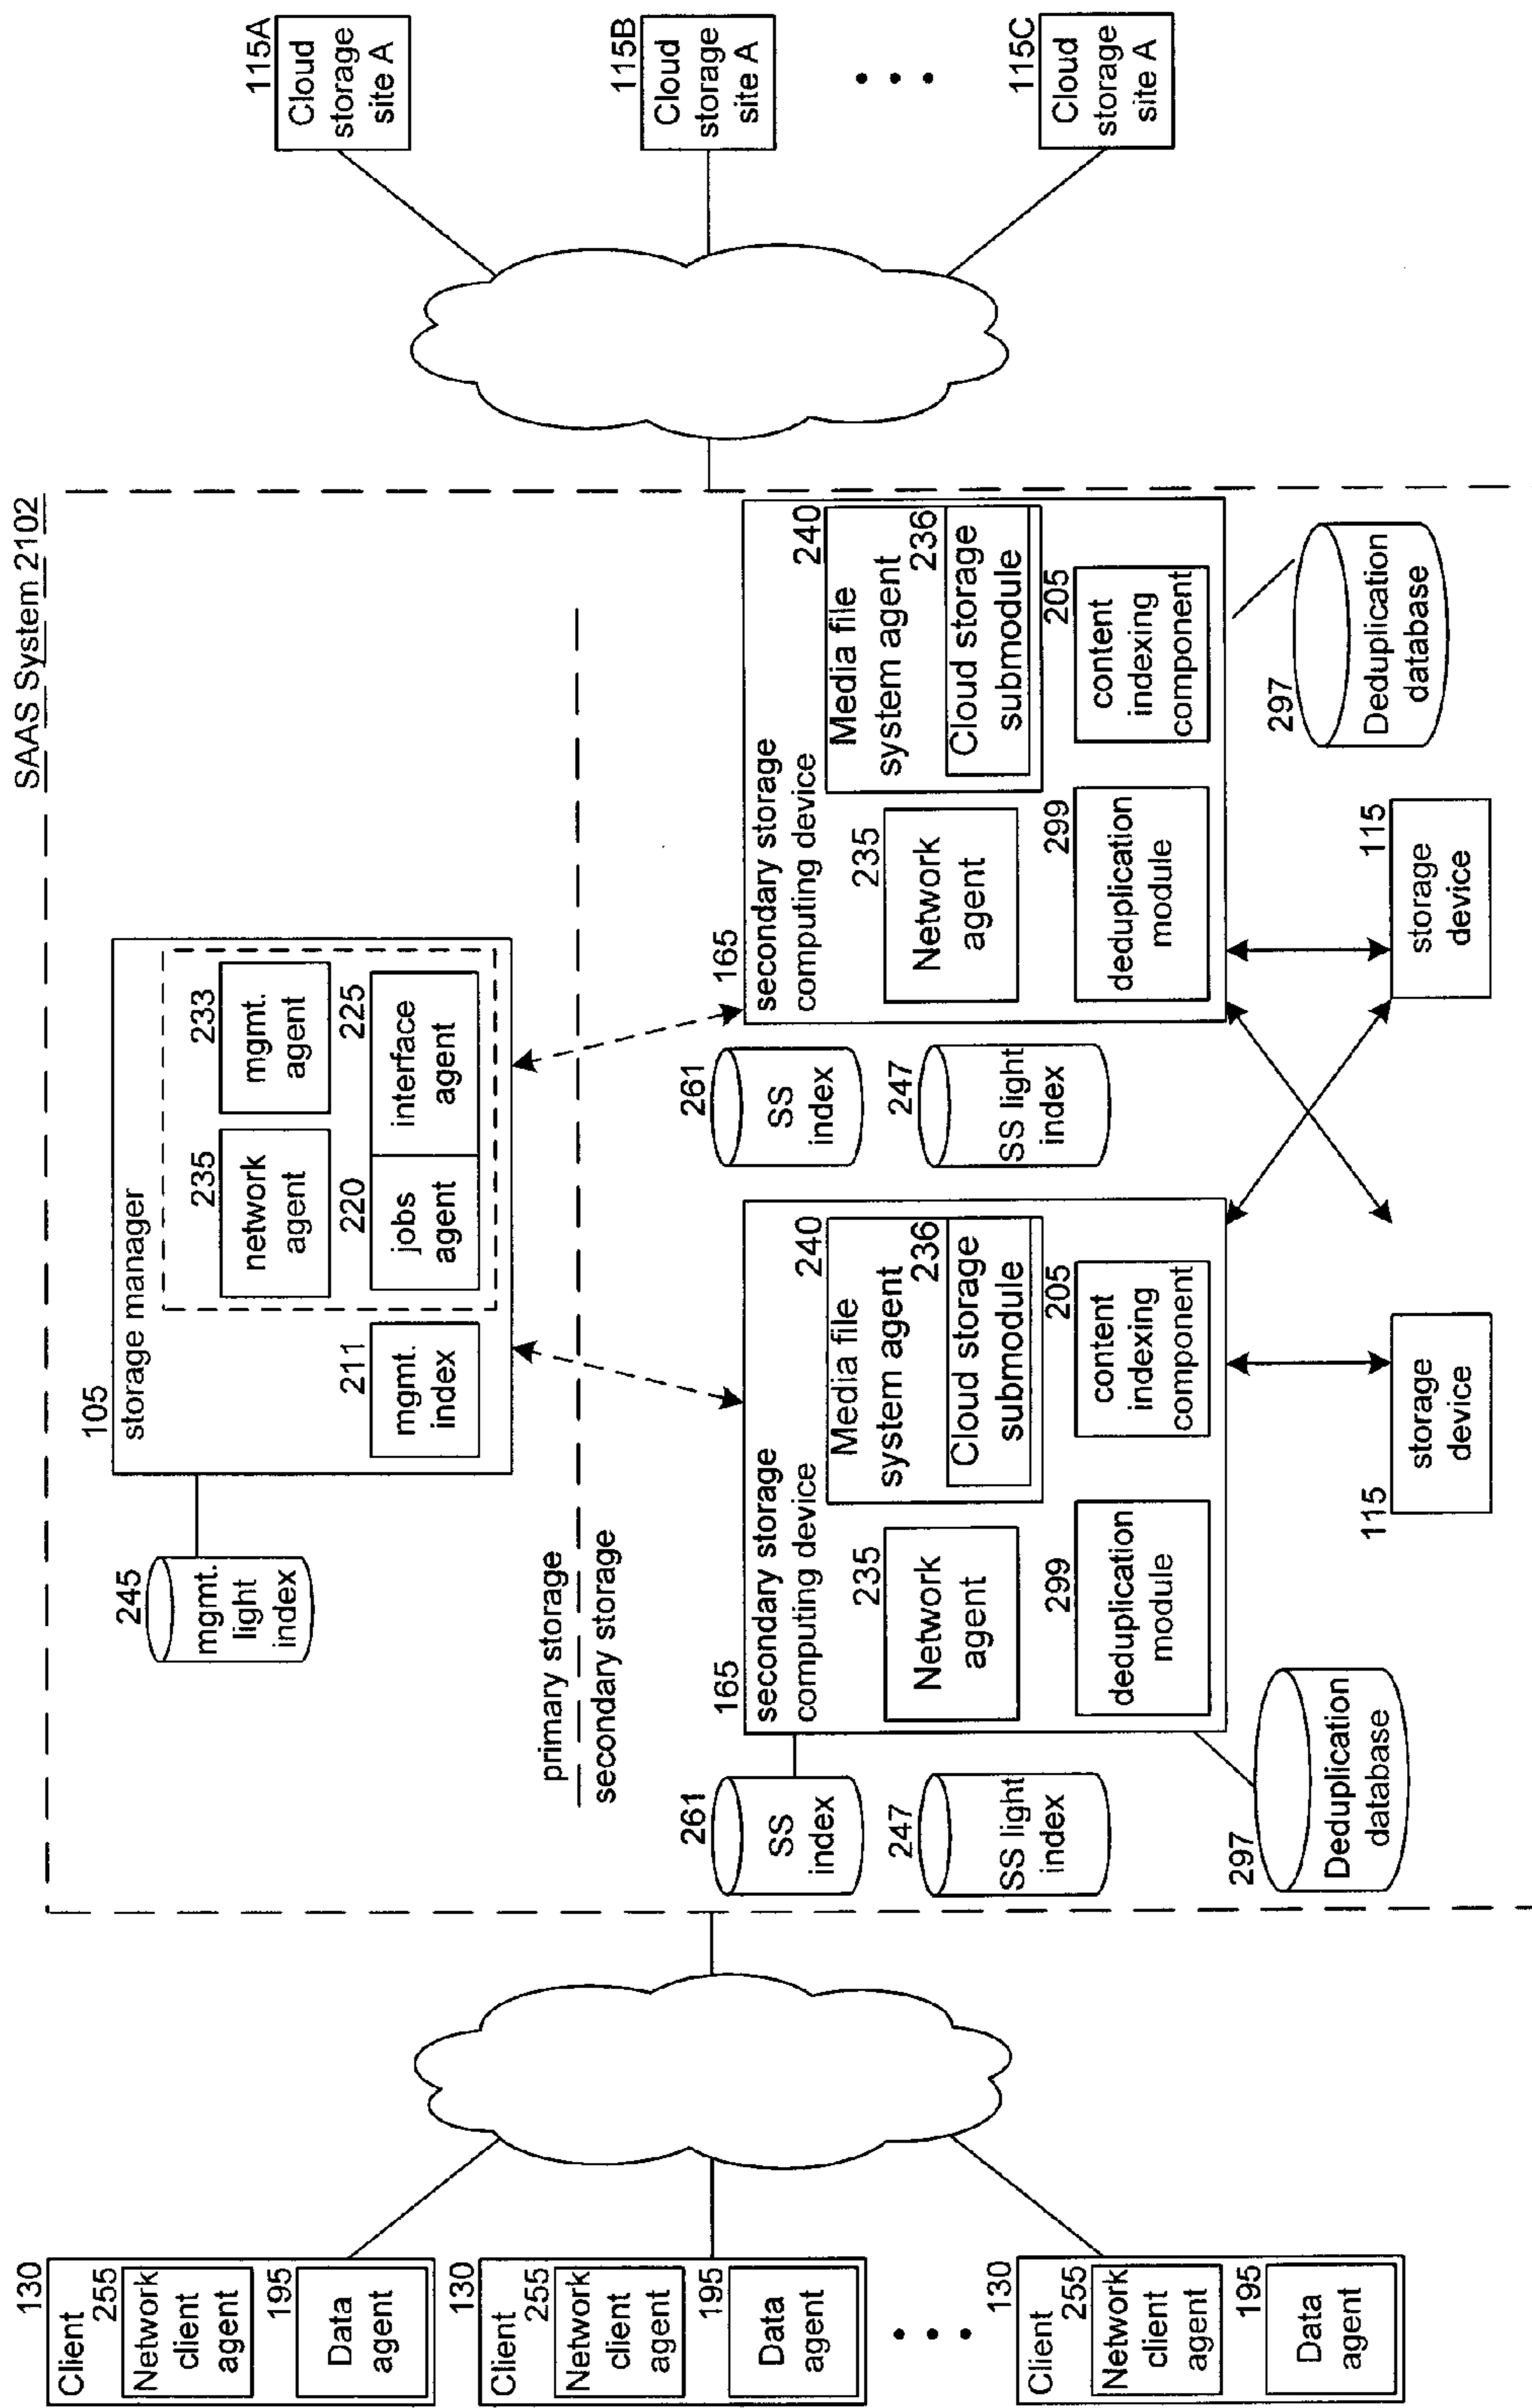 SAAS System 2102
130
Client
255
Network
client
agent
195
Data
agent
130
Client
255
Network
client
agent
195
Data
agent
130
Client
255
Network
client
agent
195
Data
agent
245
mgmt.
light
index
105
storage manager
211
mgmt.
index
235
network
agent
233
mgmt.
agent
220
jobs
agent
225
interface
agent
primary storage
secondary storage
261
SS
index
247
SS light
index
297
Deduplication
database
165
secondary storage
computing device
240
Media file
system agent
236
Cloud storage
submodule
235
Network
agent
299
deduplication
module
205
content
indexing
component
115
storage
device
261
SS
index
247
SS light
index
165
secondary storage
computing device
240
Media file
system agent
236
Cloud storage
submodule
235
Network
agent
299
deduplication
module
205
content
indexing
component
115
storage
device
297
Deduplication
database
115A
Cloud
storage
site A
115B
Cloud
storage
site A
115C
Cloud
storage
site A